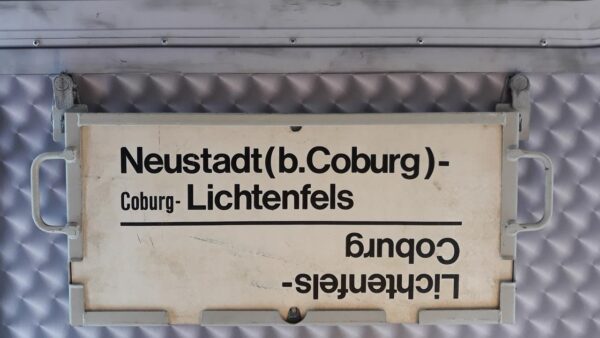 Neustadt(b.Coburg)-
Coburg- Lichtenfels
Lichtenfels-
Coburg